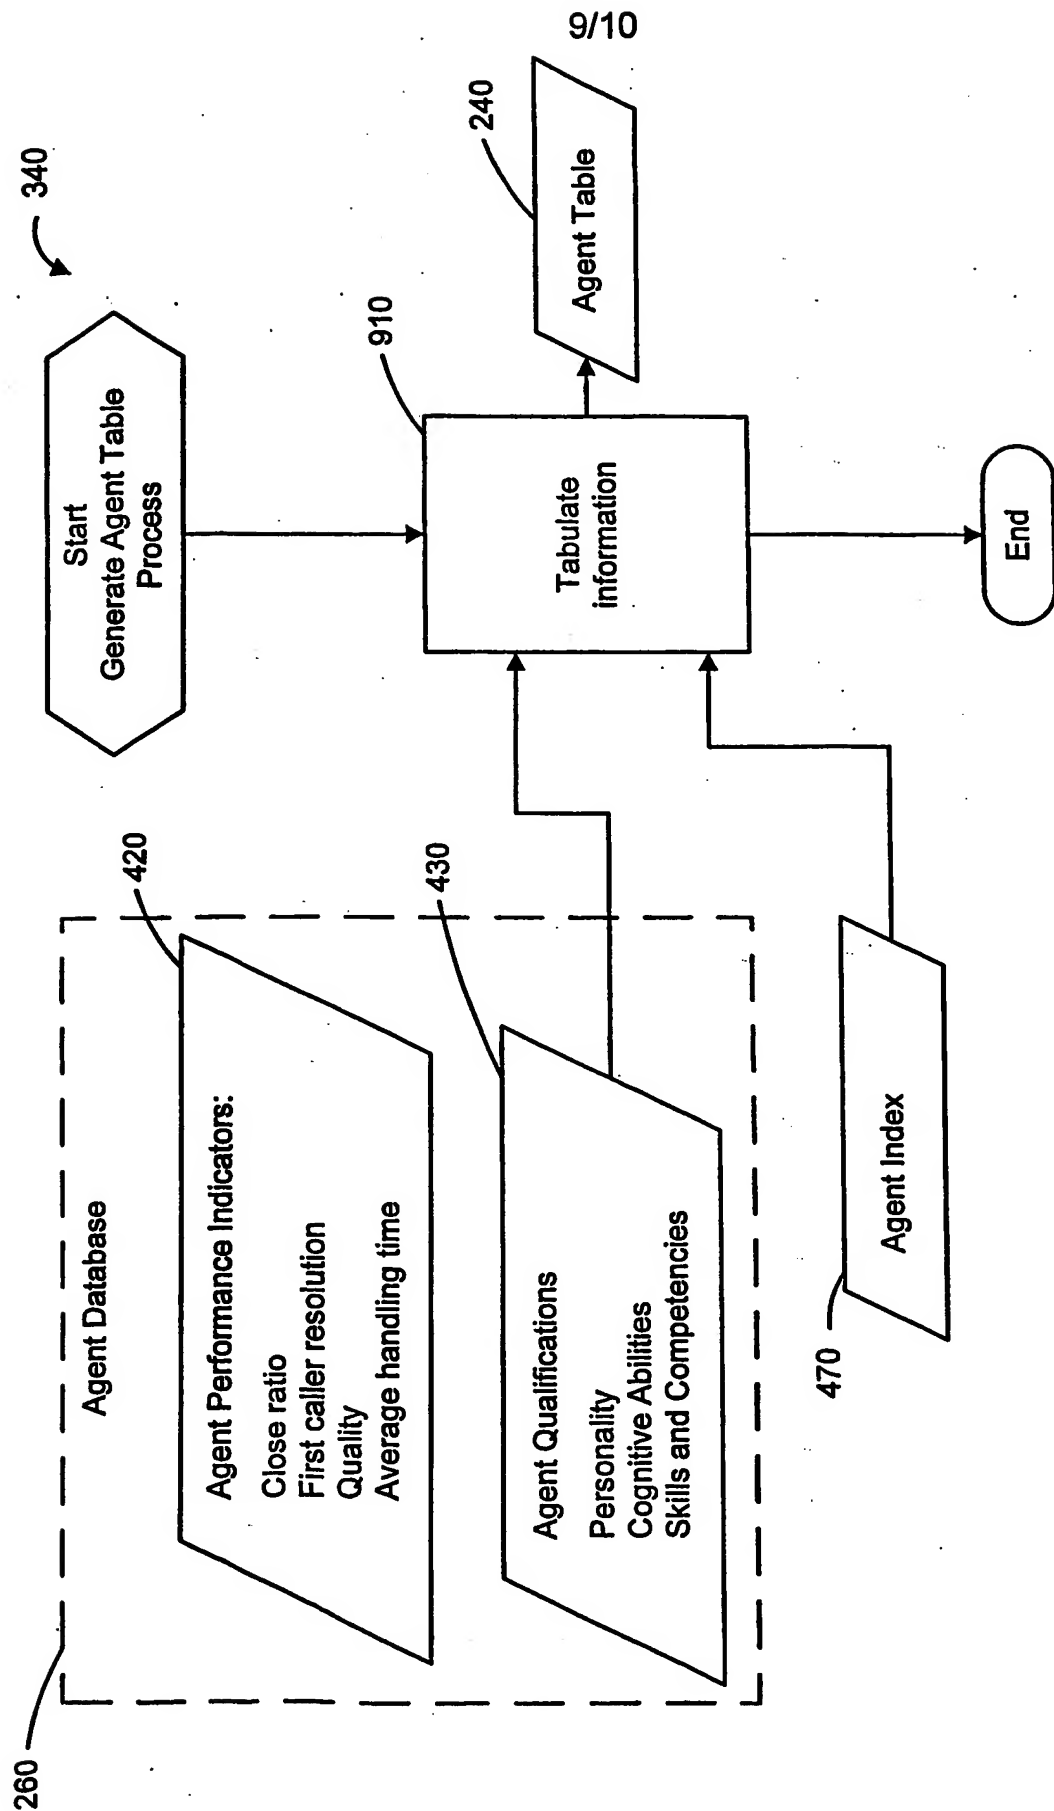 9/10
340
Start
Generate Agent Table
Process
260
Agent Database
420
Agent Performance Indicators:
Close ratio
First caller resolution
Quality
Average handling time
430
Agent Qualifications
Personality
Cognitive Abilities
Skills and Competencies
910
Tabulate
information
240
Agent Table
470
Agent Index
End